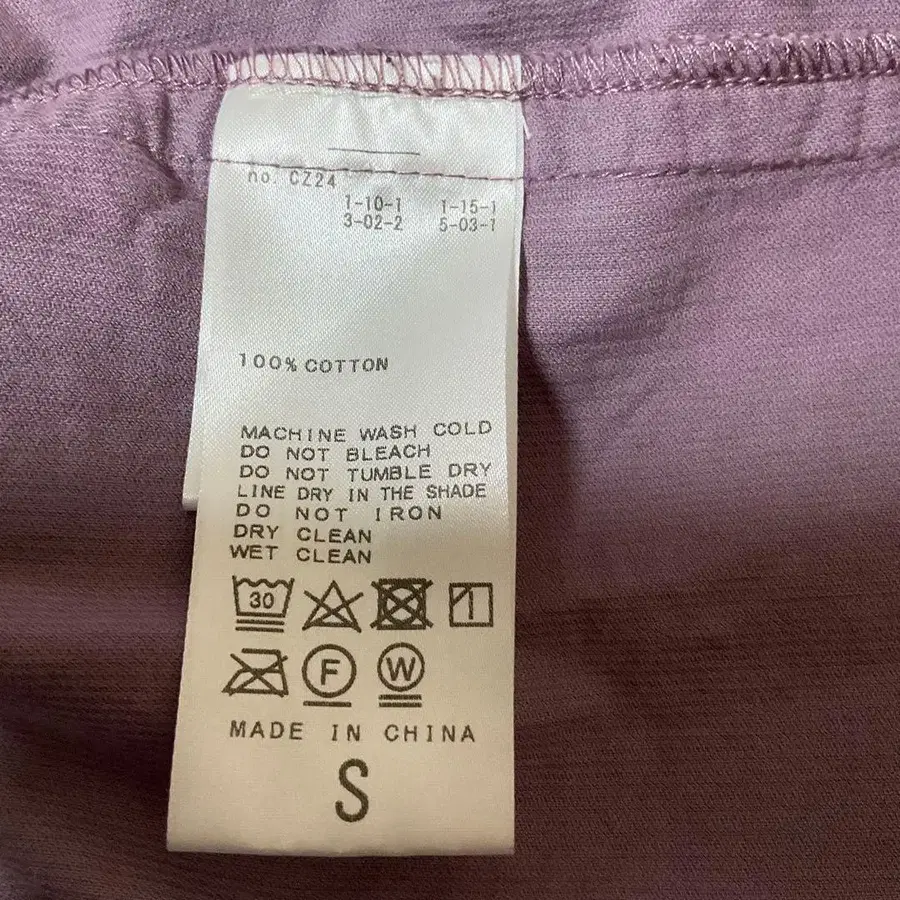 no. CZ24
1-10-1 1-15-1
3-02-2 5-03-1
100% COTTON
MACHINE WASH COLD
DO NOT BLEACH
DO NOT TUMBLE DRY
LINE DRY IN THE SHADE
DO NOT IRON
DRY CLEAN
WET CLEAN
30
F W
MADE IN CHINA
S